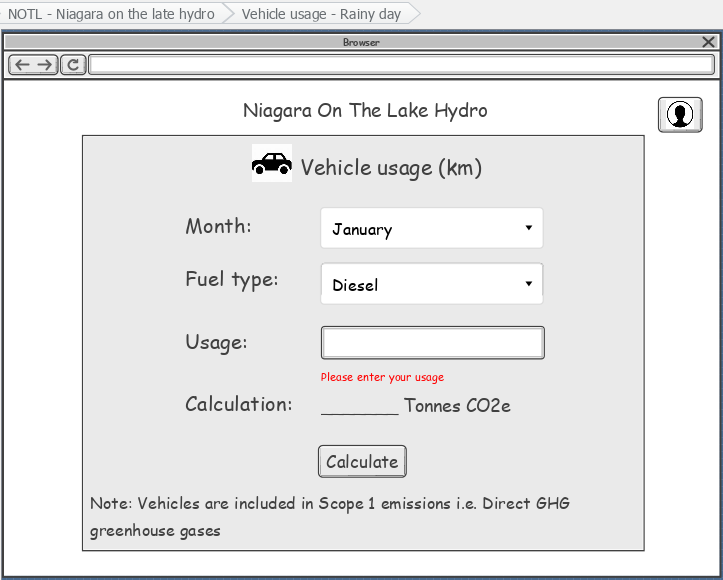 NOTL - Niagara on the late hydro
Vehicle usage - Rainy day
Browser
Niagara On The Lake Hydro
Vehicle usage (km)
Month:
January
Fuel type:
Diesel
Usage:
Please enter your usage
Calculation:
_______ Tonnes CO2e
Calculate
Note: Vehicles are included in Scope 1 emissions i.e. Direct GHG
greenhouse gases